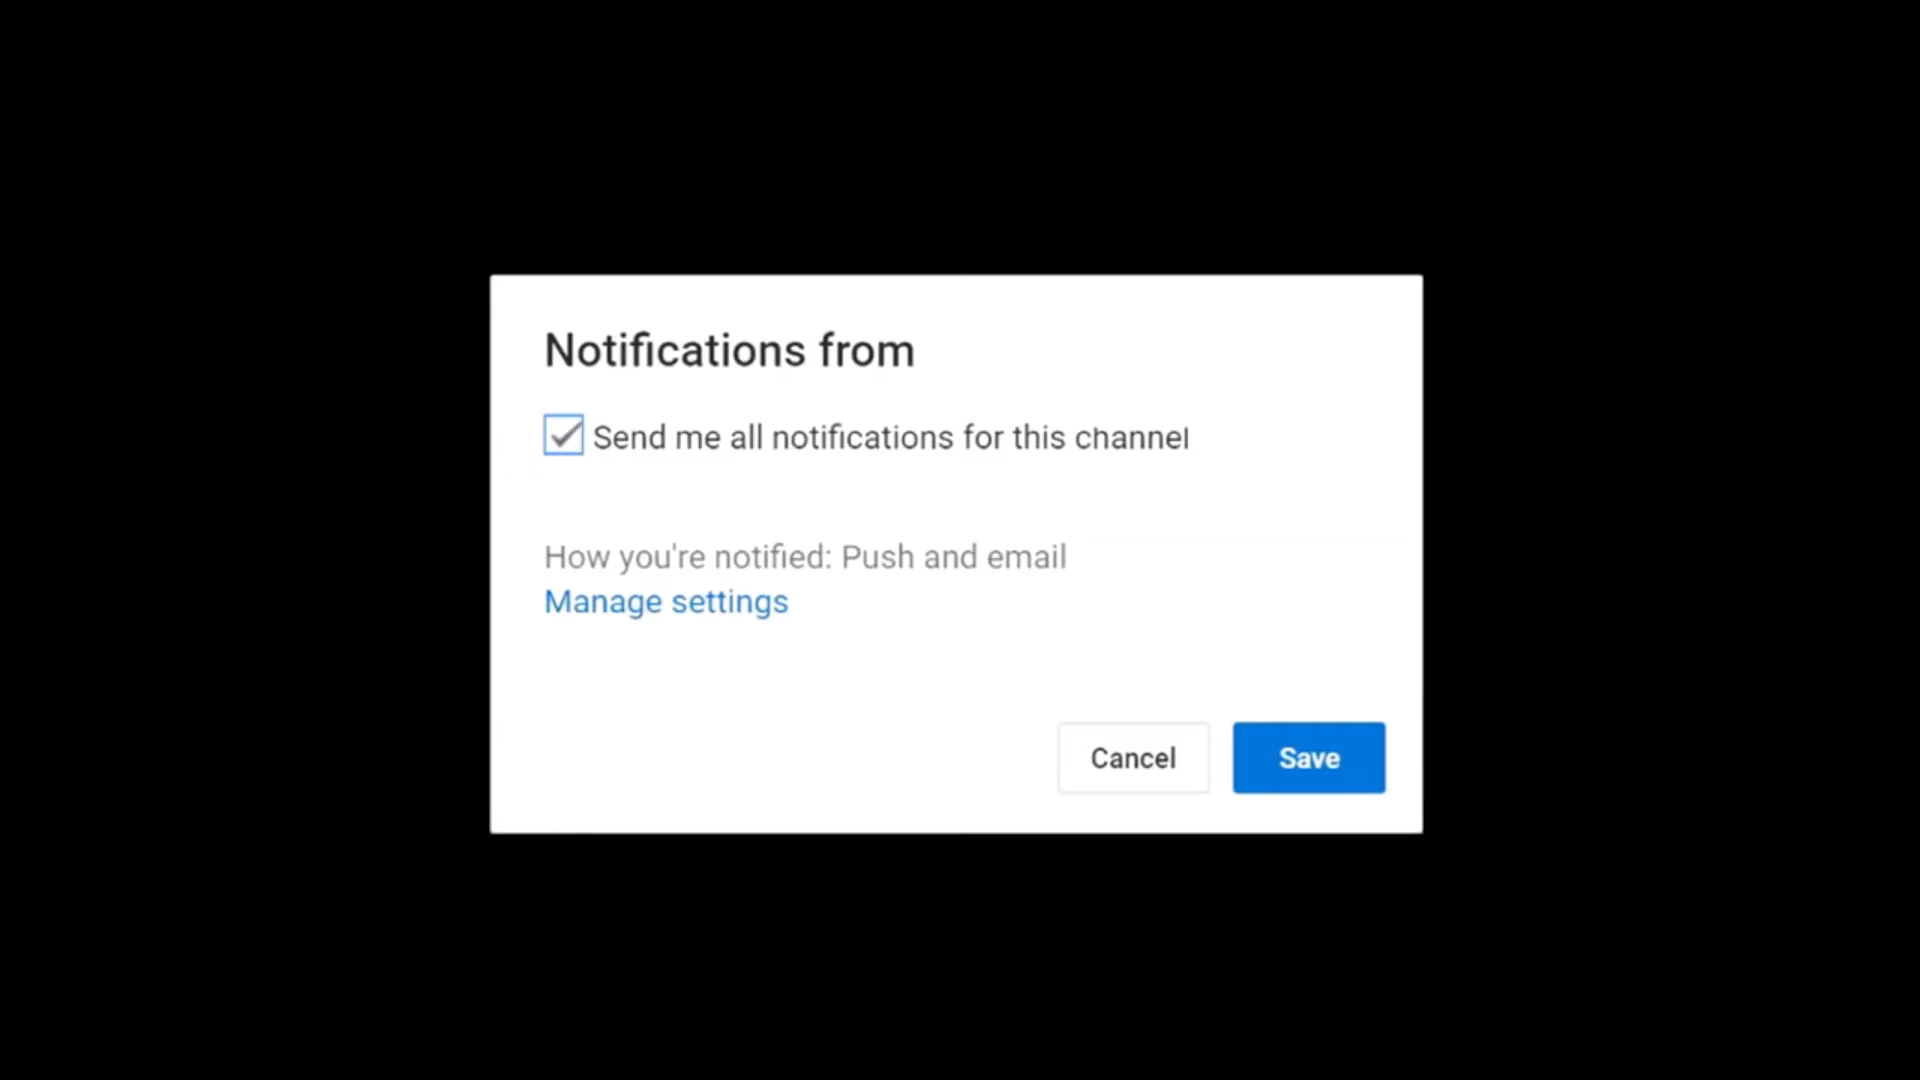 Notifications from
Send me all notifications for this channel
How you're notified: Push and email
Manage settings
Cancel
Save